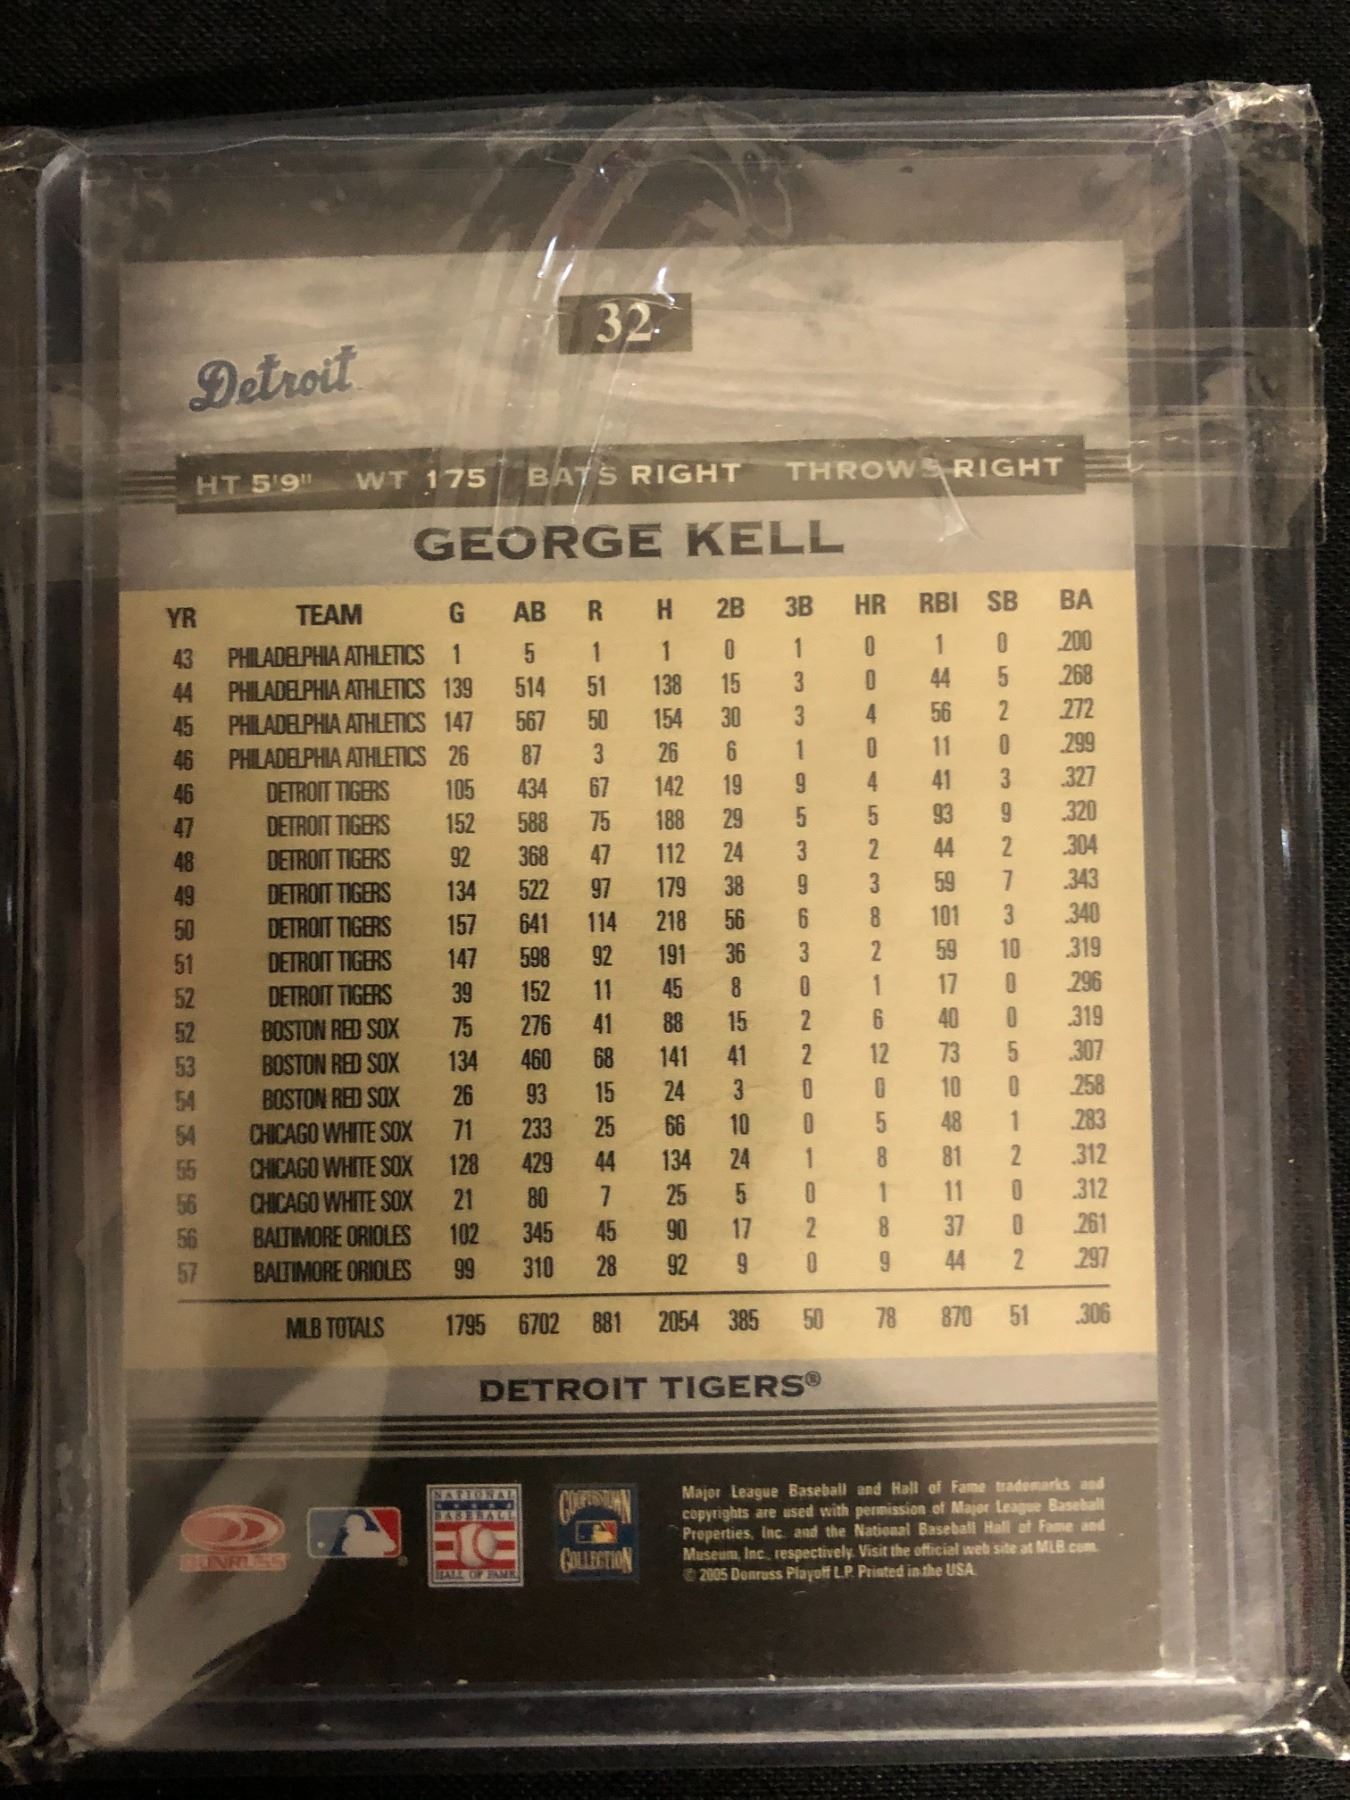 32
Detroit
HT 5'9" WT 175 BATS RIGHT THROWS RIGHT
GEORGE KELL
YR TEAM G AB R H 2B 3B HR RBI SB BA
43 PHILADELPHIA ATHLETICS 1 5 1 1 0 1 0 1 0 .200
44 PHILADELPHIA ATHLETICS 139 514 51 138 15 3 0 44 5 .268
45 PHILADELPHIA ATHLETICS 147 567 50 154 30 3 4 56 2 .272
46 PHILADELPHIA ATHLETICS 26 87 3 26 6 1 0 11 0 .299
46 DETROIT TIGERS 105 434 67 142 19 9 4 41 3 .327
47 DETROIT TIGERS 152 588 75 188 29 5 5 93 9 .320
48 DETROIT TIGERS 92 368 47 112 24 3 2 44 2 .304
49 DETROIT TIGERS 134 522 97 179 38 9 3 59 7 .343
50 DETROIT TIGERS 157 641 114 218 56 6 8 101 3 .340
51 DETROIT TIGERS 147 598 92 191 36 3 2 59 10 .319
52 DETROIT TIGERS 39 152 11 45 8 0 1 17 0 .296
52 BOSTON RED SOX 75 276 41 88 15 2 6 40 0 .319
53 BOSTON RED SOX 134 460 68 141 41 2 12 73 5 .307
54 BOSTON RED SOX 26 93 15 24 3 0 0 10 0 .258
54 CHICAGO WHITE SOX 71 233 25 66 10 0 5 48 1 .283
55 CHICAGO WHITE SOX 128 429 44 134 24 1 8 81 2 .312
56 CHICAGO WHITE SOX 21 80 7 25 5 0 1 11 0 .312
56 BALTIMORE ORIOLES 102 345 45 90 17 2 8 37 0 .261
57 BALTIMORE ORIOLES 99 310 28 92 9 0 9 44 2 .297
MLB TOTALS 1795 6702 881 2054 385 50 78 870 51 .306
DETROIT TIGERS®
DONRUSS
NATIONAL
BASEBALL
HALL OF FAME
COOPERSTOWN
COLLECTION
Major League Baseball and Hall of Fame trademarks and
copyrights are used with permission of Major League Baseball
Properties, Inc. and the National Baseball Hall of Fame and
Museum, Inc., respectively. Visit the official web site at MLB.com.
© 2005 Donruss Playoff L.P. Printed in the USA.